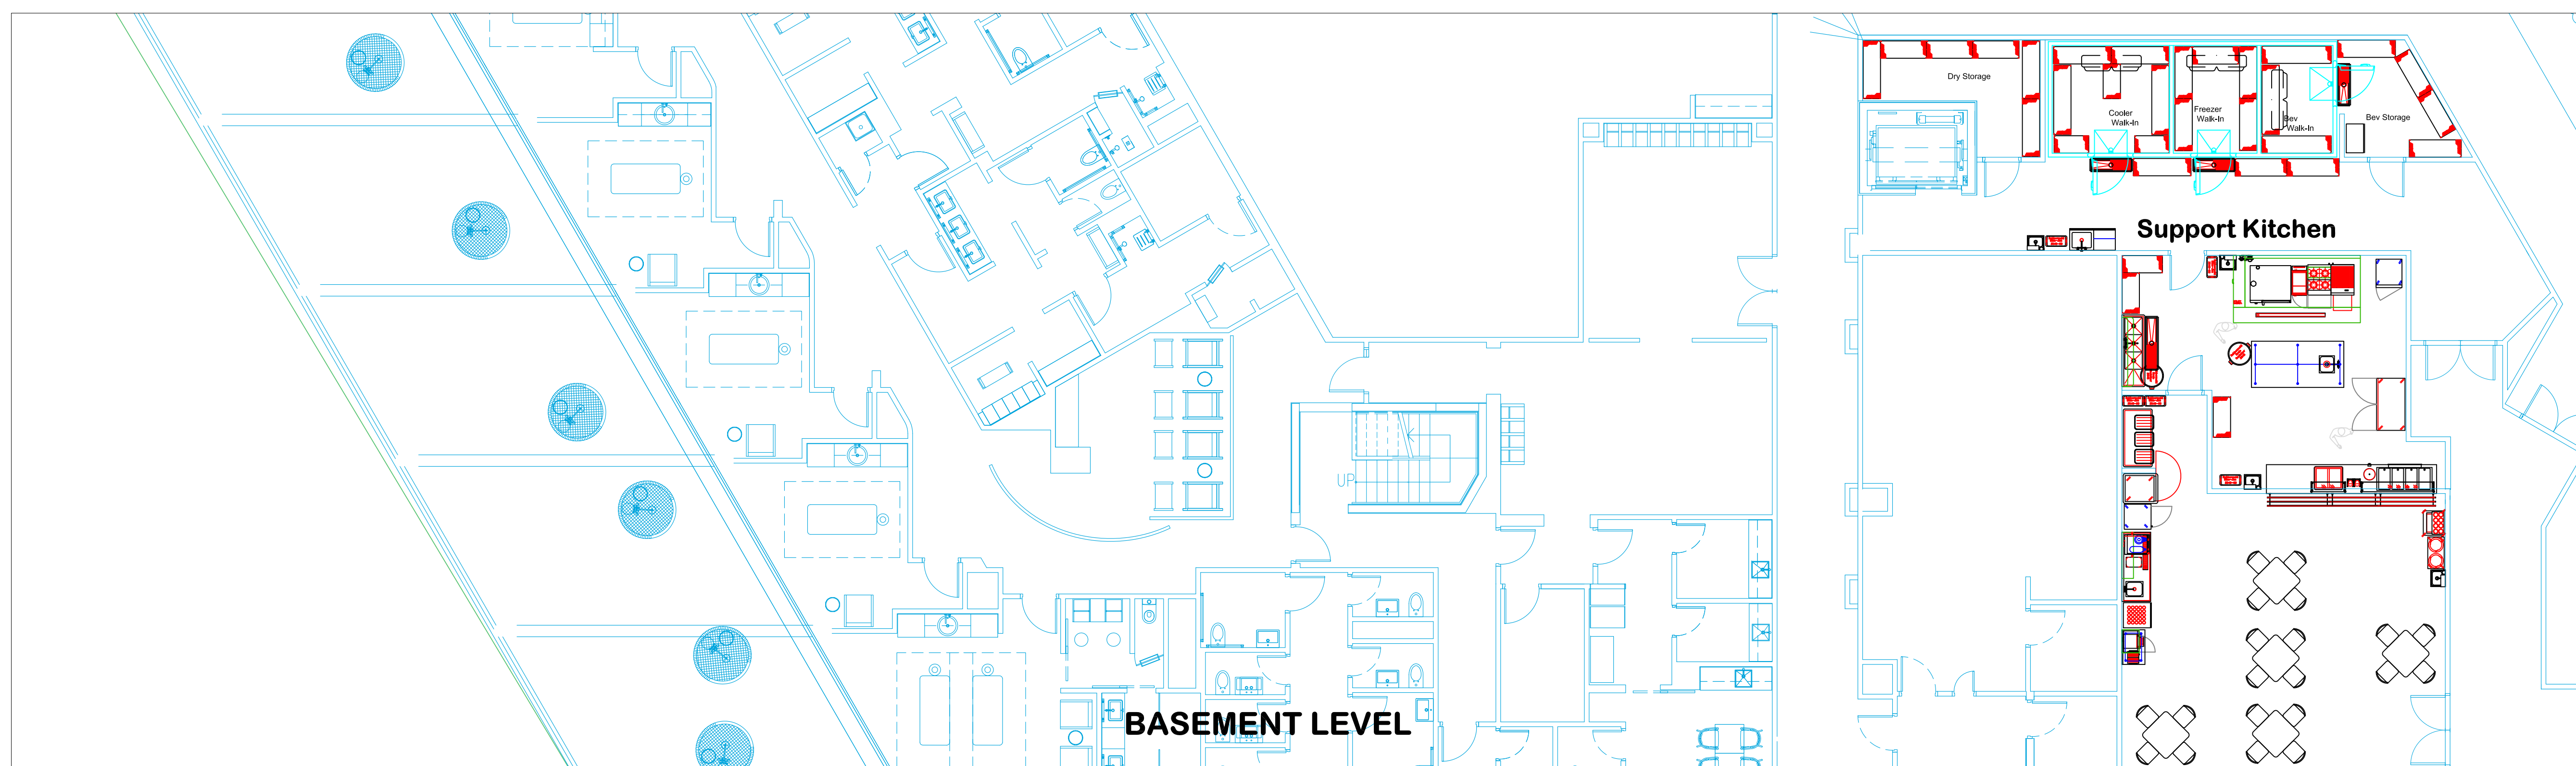 Dry Storage
Cooler
Walk-In
Freezer
Walk-In
Bev
Walk-In
Bev Storage
Support Kitchen
UP
BASEMENT LEVEL